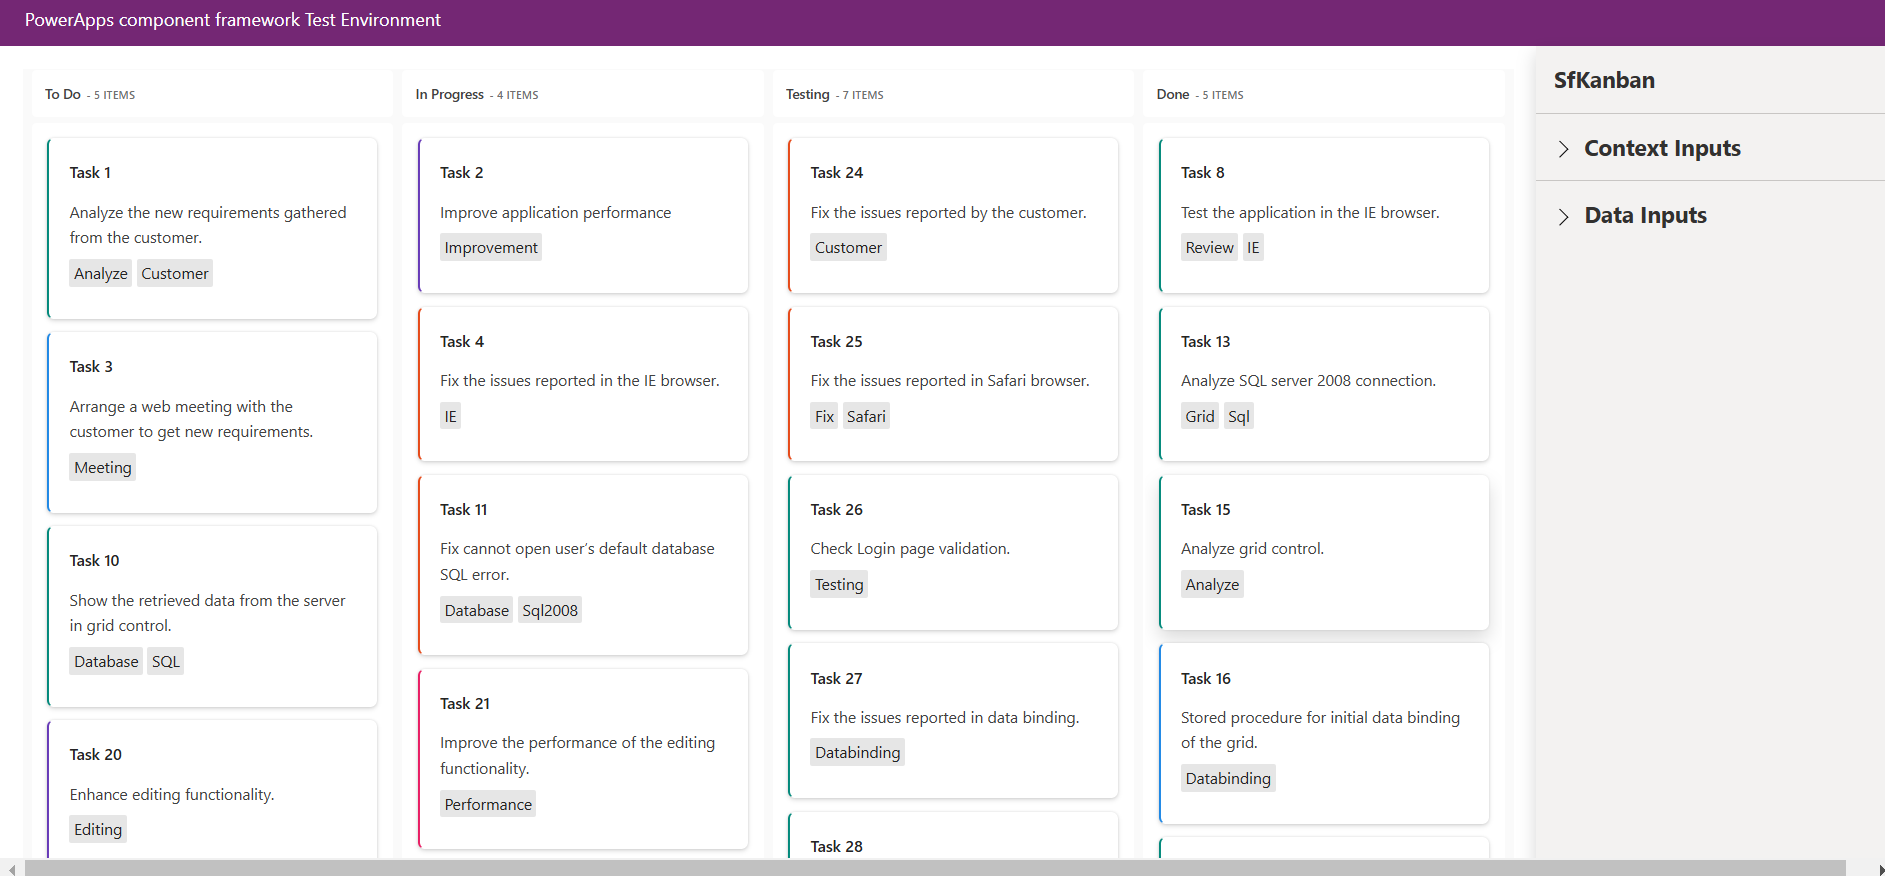 PowerApps component framework Test Environment
To Do - 5 ITEMS
Task 1
Analyze the new requirements gathered
from the customer.
Analyze Customer
Task 3
Arrange a web meeting with the
customer to get new requirements.
Meeting
Task 10
Show the retrieved data from the server
in grid control.
Database SQL
Task 20
Enhance editing functionality.
Editing
In Progress - 4 ITEMS
Task 2
Improve application performance
Improvement
Task 4
Fix the issues reported in the IE browser.
IE
Task 11
Fix cannot open user’s default database
SQL error.
Database Sql2008
Task 21
Improve the performance of the editing
functionality.
Performance
Testing - 7 ITEMS
Task 24
Fix the issues reported by the customer.
Customer
Task 25
Fix the issues reported in Safari browser.
Fix Safari
Task 26
Check Login page validation.
Testing
Task 27
Fix the issues reported in data binding.
Databinding
Task 28
Done - 5 ITEMS
Task 8
Test the application in the IE browser.
Review IE
Task 13
Analyze SQL server 2008 connection.
Grid Sql
Task 15
Analyze grid control.
Analyze
Task 16
Stored procedure for initial data binding
of the grid.
Databinding
SfKanban
Context Inputs
Data Inputs